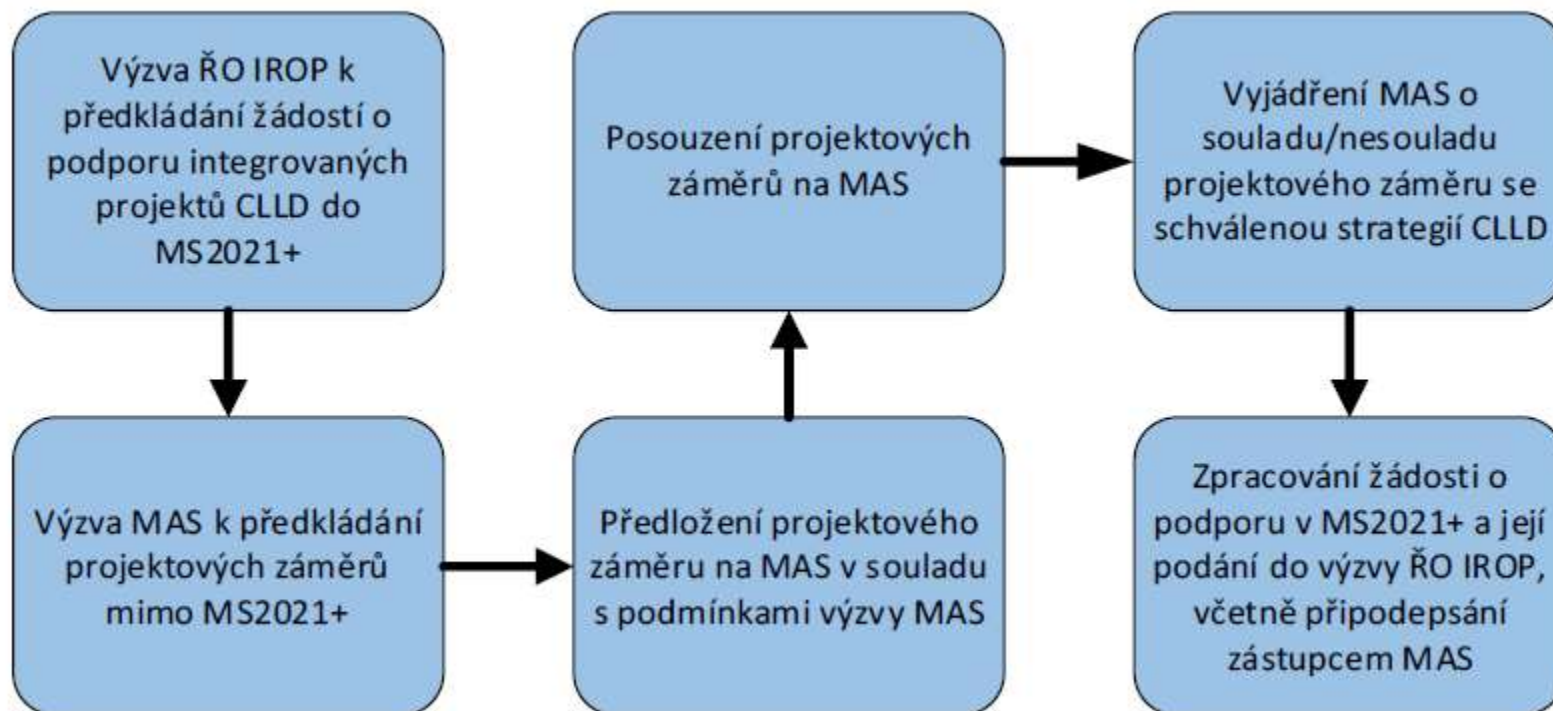 Výzva ŘO IROP k
předkládání žádostí o
podporu integrovaných
projektů CLLD do
MS2021+
Výzva MAS k předkládání
projektových záměrů
mimo MS2021+
Předložení projektového
záměru na MAS v souladu
s podmínkami výzvy MAS
Posouzení projektových
záměrů na MAS
Vyjádření MAS o
souladu/nesouladu
projektového záměru se
schválenou strategií CLLD
Zpracování žádosti o
podporu v MS2021+ a její
podání do výzvy ŘO IROP,
včetně připodepsání
zástupcem MAS